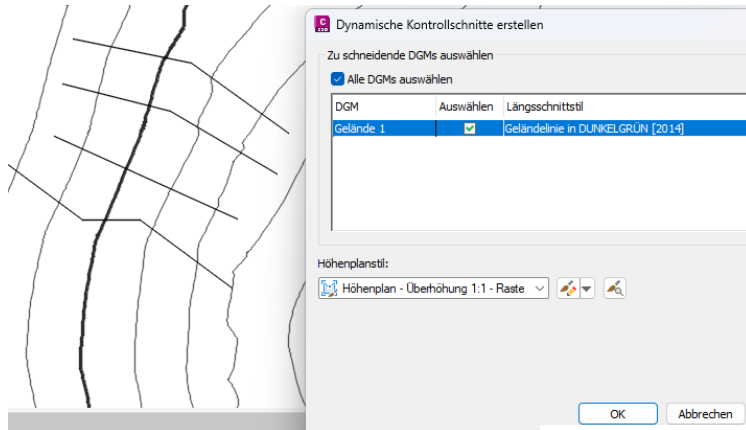 C
C3D
Dynamische Kontrollschnitte erstellen
Zu schneidende DGMs auswählen
Alle DGMs auswählen
DGM Auswählen Längsschnittstil
Gelände 1 Geländelinie in DUNKELGRÜN [2014]
Höhenplanstil:
Höhenplan - Überhöhung 1:1 - Raste
OK Abbrechen